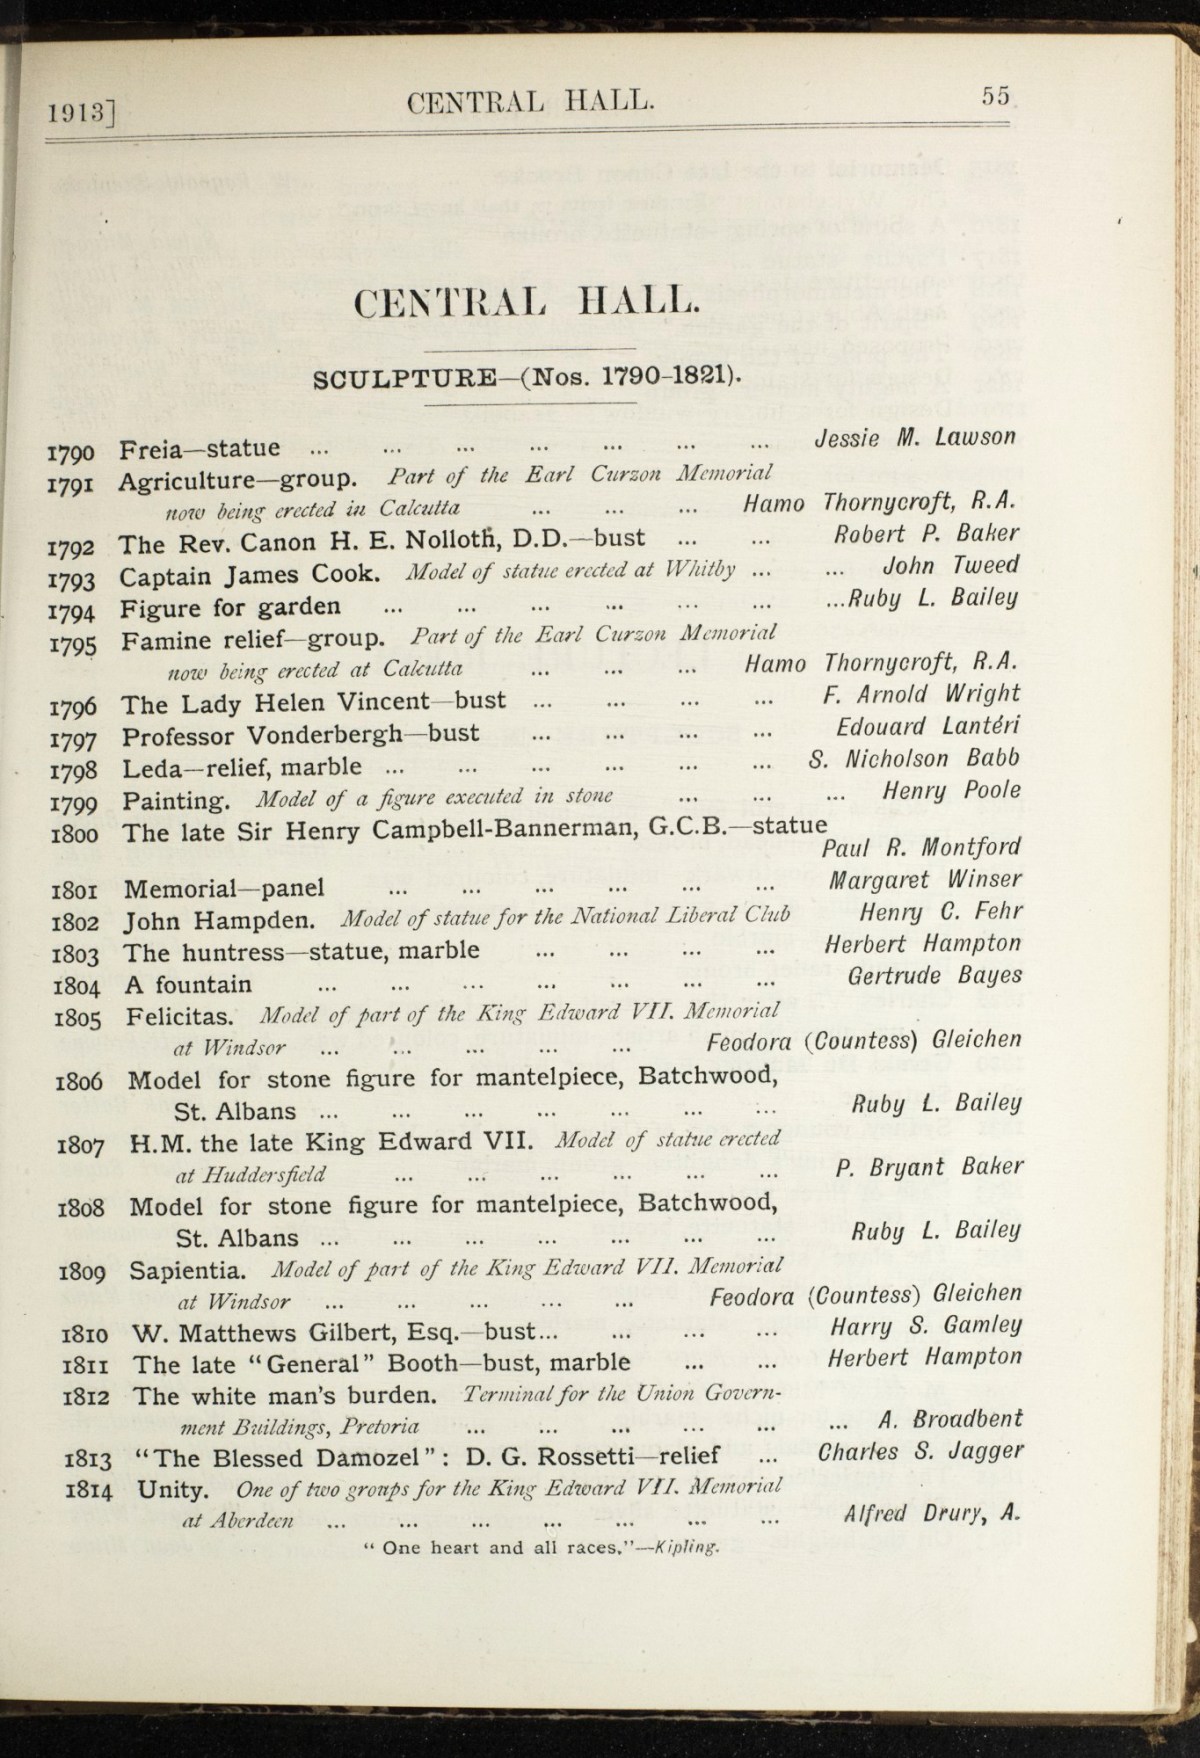 1913] CENTRAL HALL. 55
CENTRAL HALL.
SCULPTURE—(Nos. 1790-1821).
1790 Freia—statue ... ... ... ... ... ... ... Jessie M. Lawson
1791 Agriculture—group. Part of the Earl Curzon Memorial
now being erected in Calcutta ... ... ... Hamo Thornycroft, R.A.
1792 The Rev. Canon H. E. Nolloth, D.D.—bust ... ... Robert P. Baker
1793 Captain James Cook. Model of statue erected at Whitby ... ... John Tweed
1794 Figure for garden ... ... ... ... ... ... ...Ruby L. Bailey
1795 Famine relief—group. Part of the Earl Curzon Memorial
now being erected at Calcutta ... ... ... Hamo Thornycroft, R.A.
1796 The Lady Helen Vincent—bust ... ... ... ... F. Arnold Wright
1797 Professor Vonderbergh—bust ... ... ... ... Edouard Lantéri
1798 Leda—relief, marble ... ... ... ... ... ... S. Nicholson Babb
1799 Painting. Model of a figure executed in stone ... ... ... Henry Poole
1800 The late Sir Henry Campbell-Bannerman, G.C.B.—statue
Paul R. Montford
1801 Memorial—panel ... ... ... ... ... ... Margaret Winser
1802 John Hampden. Model of statue for the National Liberal Club Henry C. Fehr
1803 The huntress—statue, marble ... ... ... ... Herbert Hampton
1804 A fountain ... ... ... ... ... ... ... Gertrude Bayes
1805 Felicitas. Model of part of the King Edward VII. Memorial
at Windsor ... ... ... ... ... Feodora (Countess) Gleichen
1806 Model for stone figure for mantelpiece, Batchwood,
St. Albans ... ... ... ... ... ... ... Ruby L. Bailey
1807 H.M. the late King Edward VII. Model of statue erected
at Huddersfield ... ... ... ... ... ... P. Bryant Baker
1808 Model for stone figure for mantelpiece, Batchwood,
St. Albans ... ... ... ... ... ... ... Ruby L. Bailey
1809 Sapientia. Model of part of the King Edward VII. Memorial
at Windsor ... ... ... ... ... Feodora (Countess) Gleichen
1810 W. Matthews Gilbert, Esq.—bust... ... ... ... Harry S. Gamley
1811 The late "General" Booth—bust, marble ... ... Herbert Hampton
1812 The white man's burden. Terminal for the Union Govern-
ment Buildings, Pretoria ... ... ... ... ... ... A. Broadbent
1813 "The Blessed Damozel": D. G. Rossetti—relief ... Charles S. Jagger
1814 Unity. One of two groups for the King Edward VII. Memorial
at Aberdeen ... ... ... ... ... ... ... Alfred Drury, A.
" One heart and all races,"—Kipling.